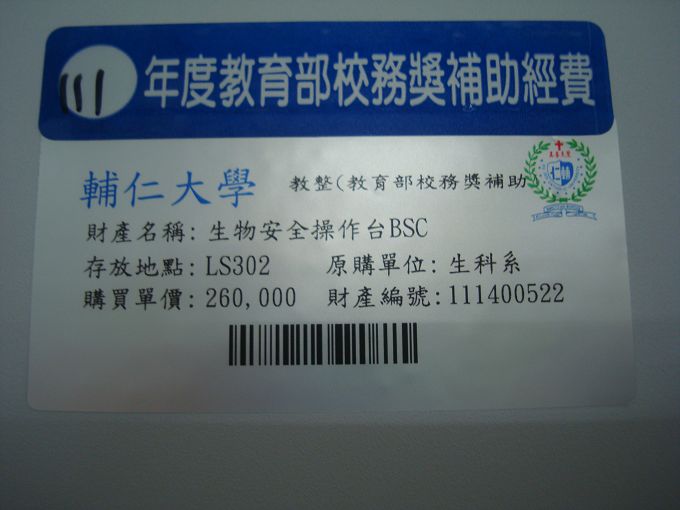 111 年度教育部校務獎補助經費
輔仁大學 教整(教育部校務獎補助)
財產名稱: 生物安全操作台BSC
存放地點: LS302 原購單位: 生科系
購買單價: 260,000 財產編號: 111400522